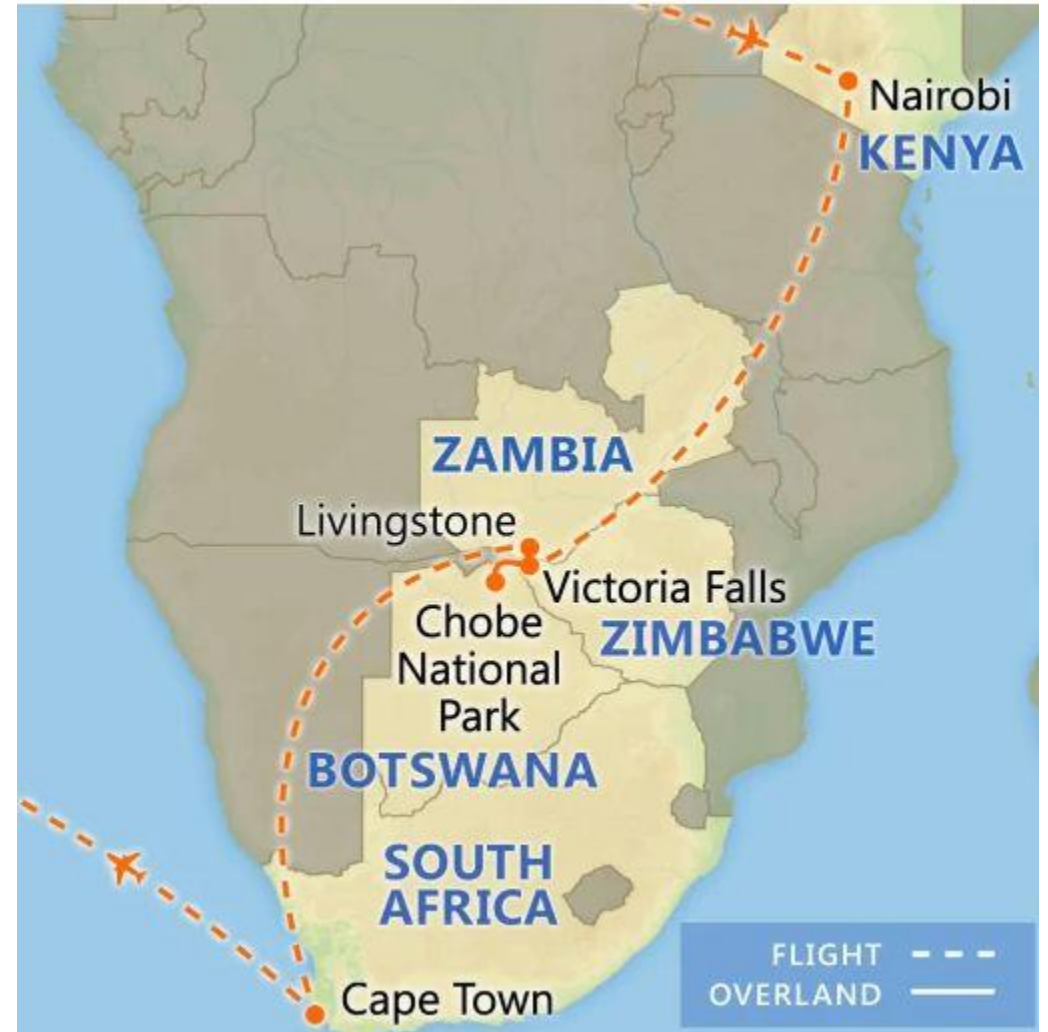 Nairobi
KENYA
ZAMBIA
Livingstone
Victoria Falls
Chobe
National
Park
ZIMBABWE
BOTSWANA
SOUTH
AFRICA
Cape Town
FLIGHT
OVERLAND